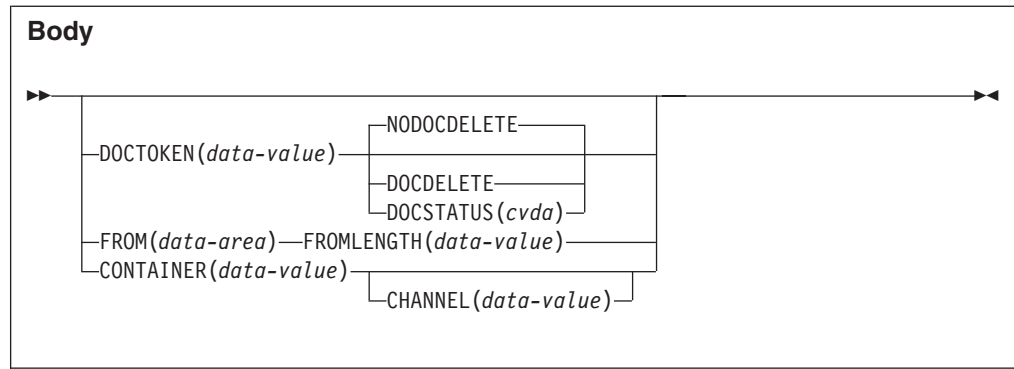 Body
NODOCDELETE
DOCTOKEN(data-value)
DOCDELETE
DOCSTATUS(cvda)
FROM(data-area) FROMLENGTH(data-value)
CONTAINER(data-value)
CHANNEL(data-value)